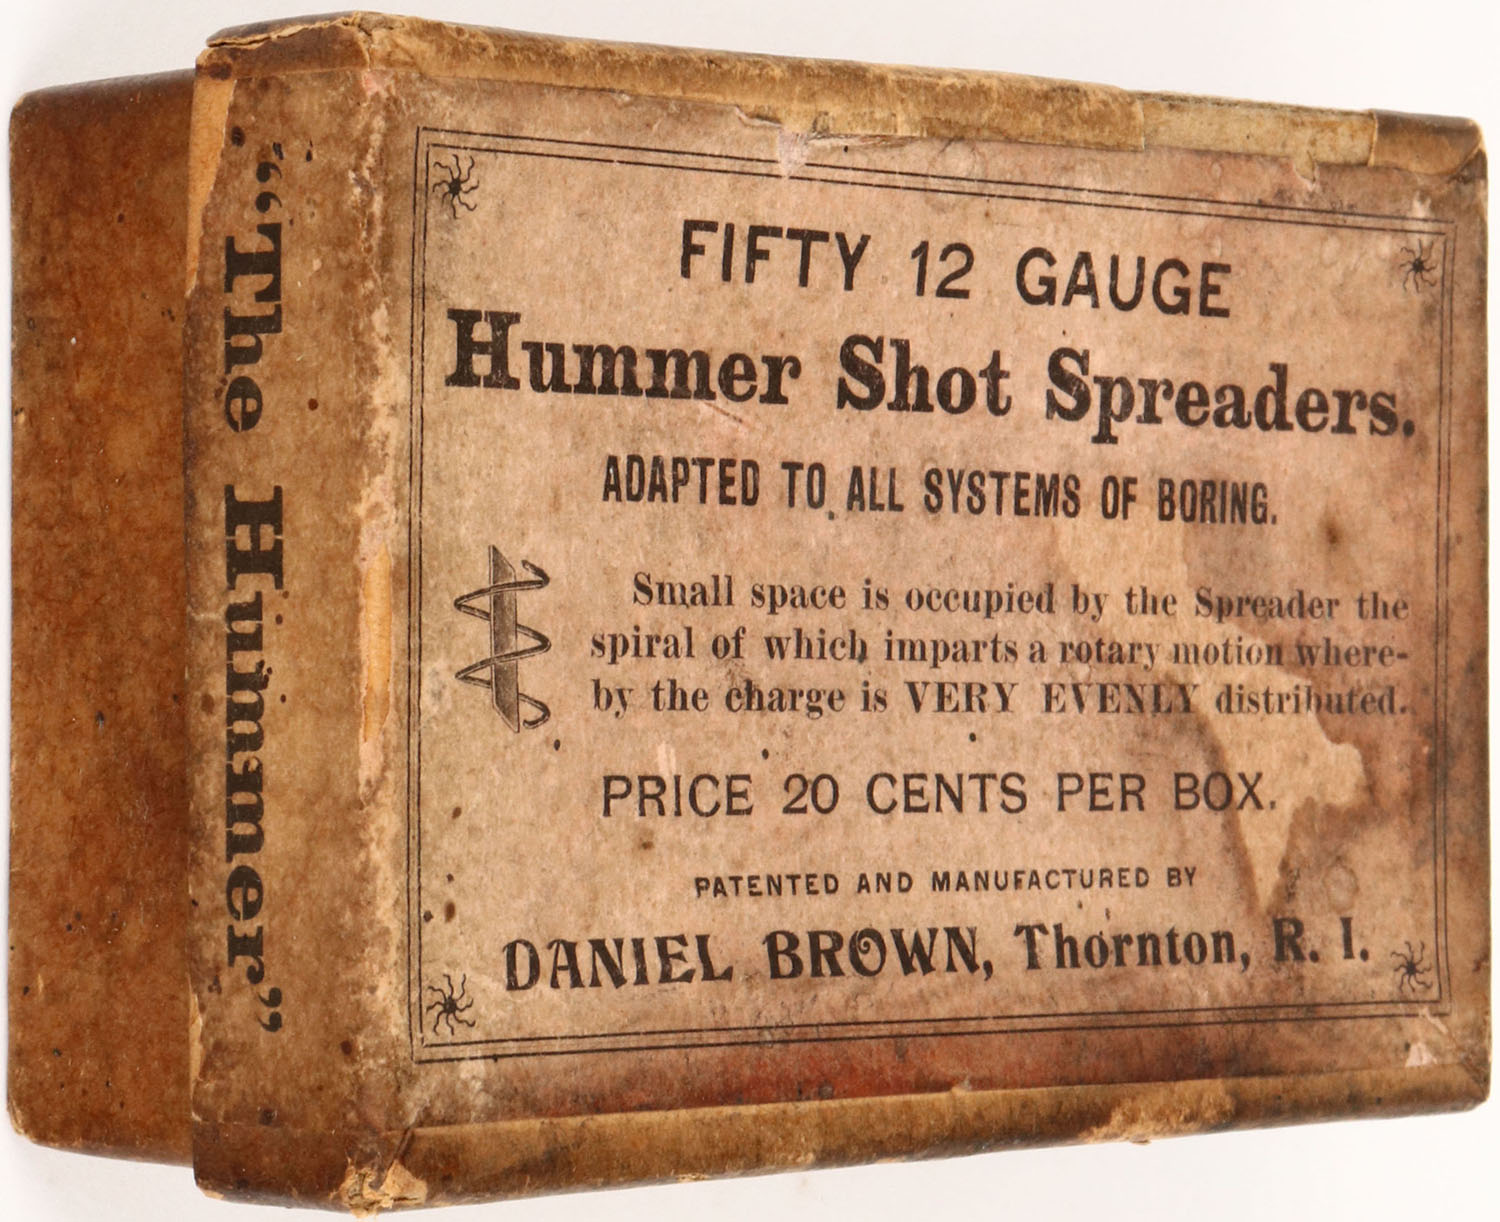 “The Hummer”
FIFTY 12 GAUGE
Hummer Shot Spreaders.
ADAPTED TO ALL SYSTEMS OF BORING.
Small space is occupied by the Spreader the
spiral of which imparts a rotary motion where-
by the charge is VERY EVENLY distributed.
PRICE 20 CENTS PER BOX.
PATENTED AND MANUFACTURED BY
DANIEL BROWN, Thornton, R. I.